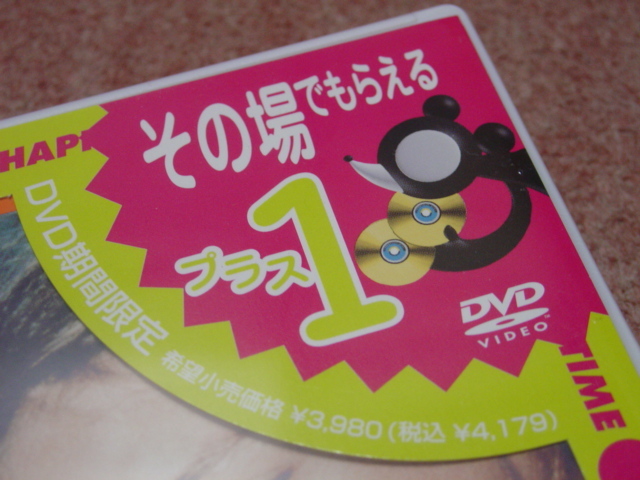 その場でもらえる
プラス1
HAPP
DVD期間限定
希望小売価格 ¥3,980(税込 ¥4,179)
DVD
VIDEO
TIME